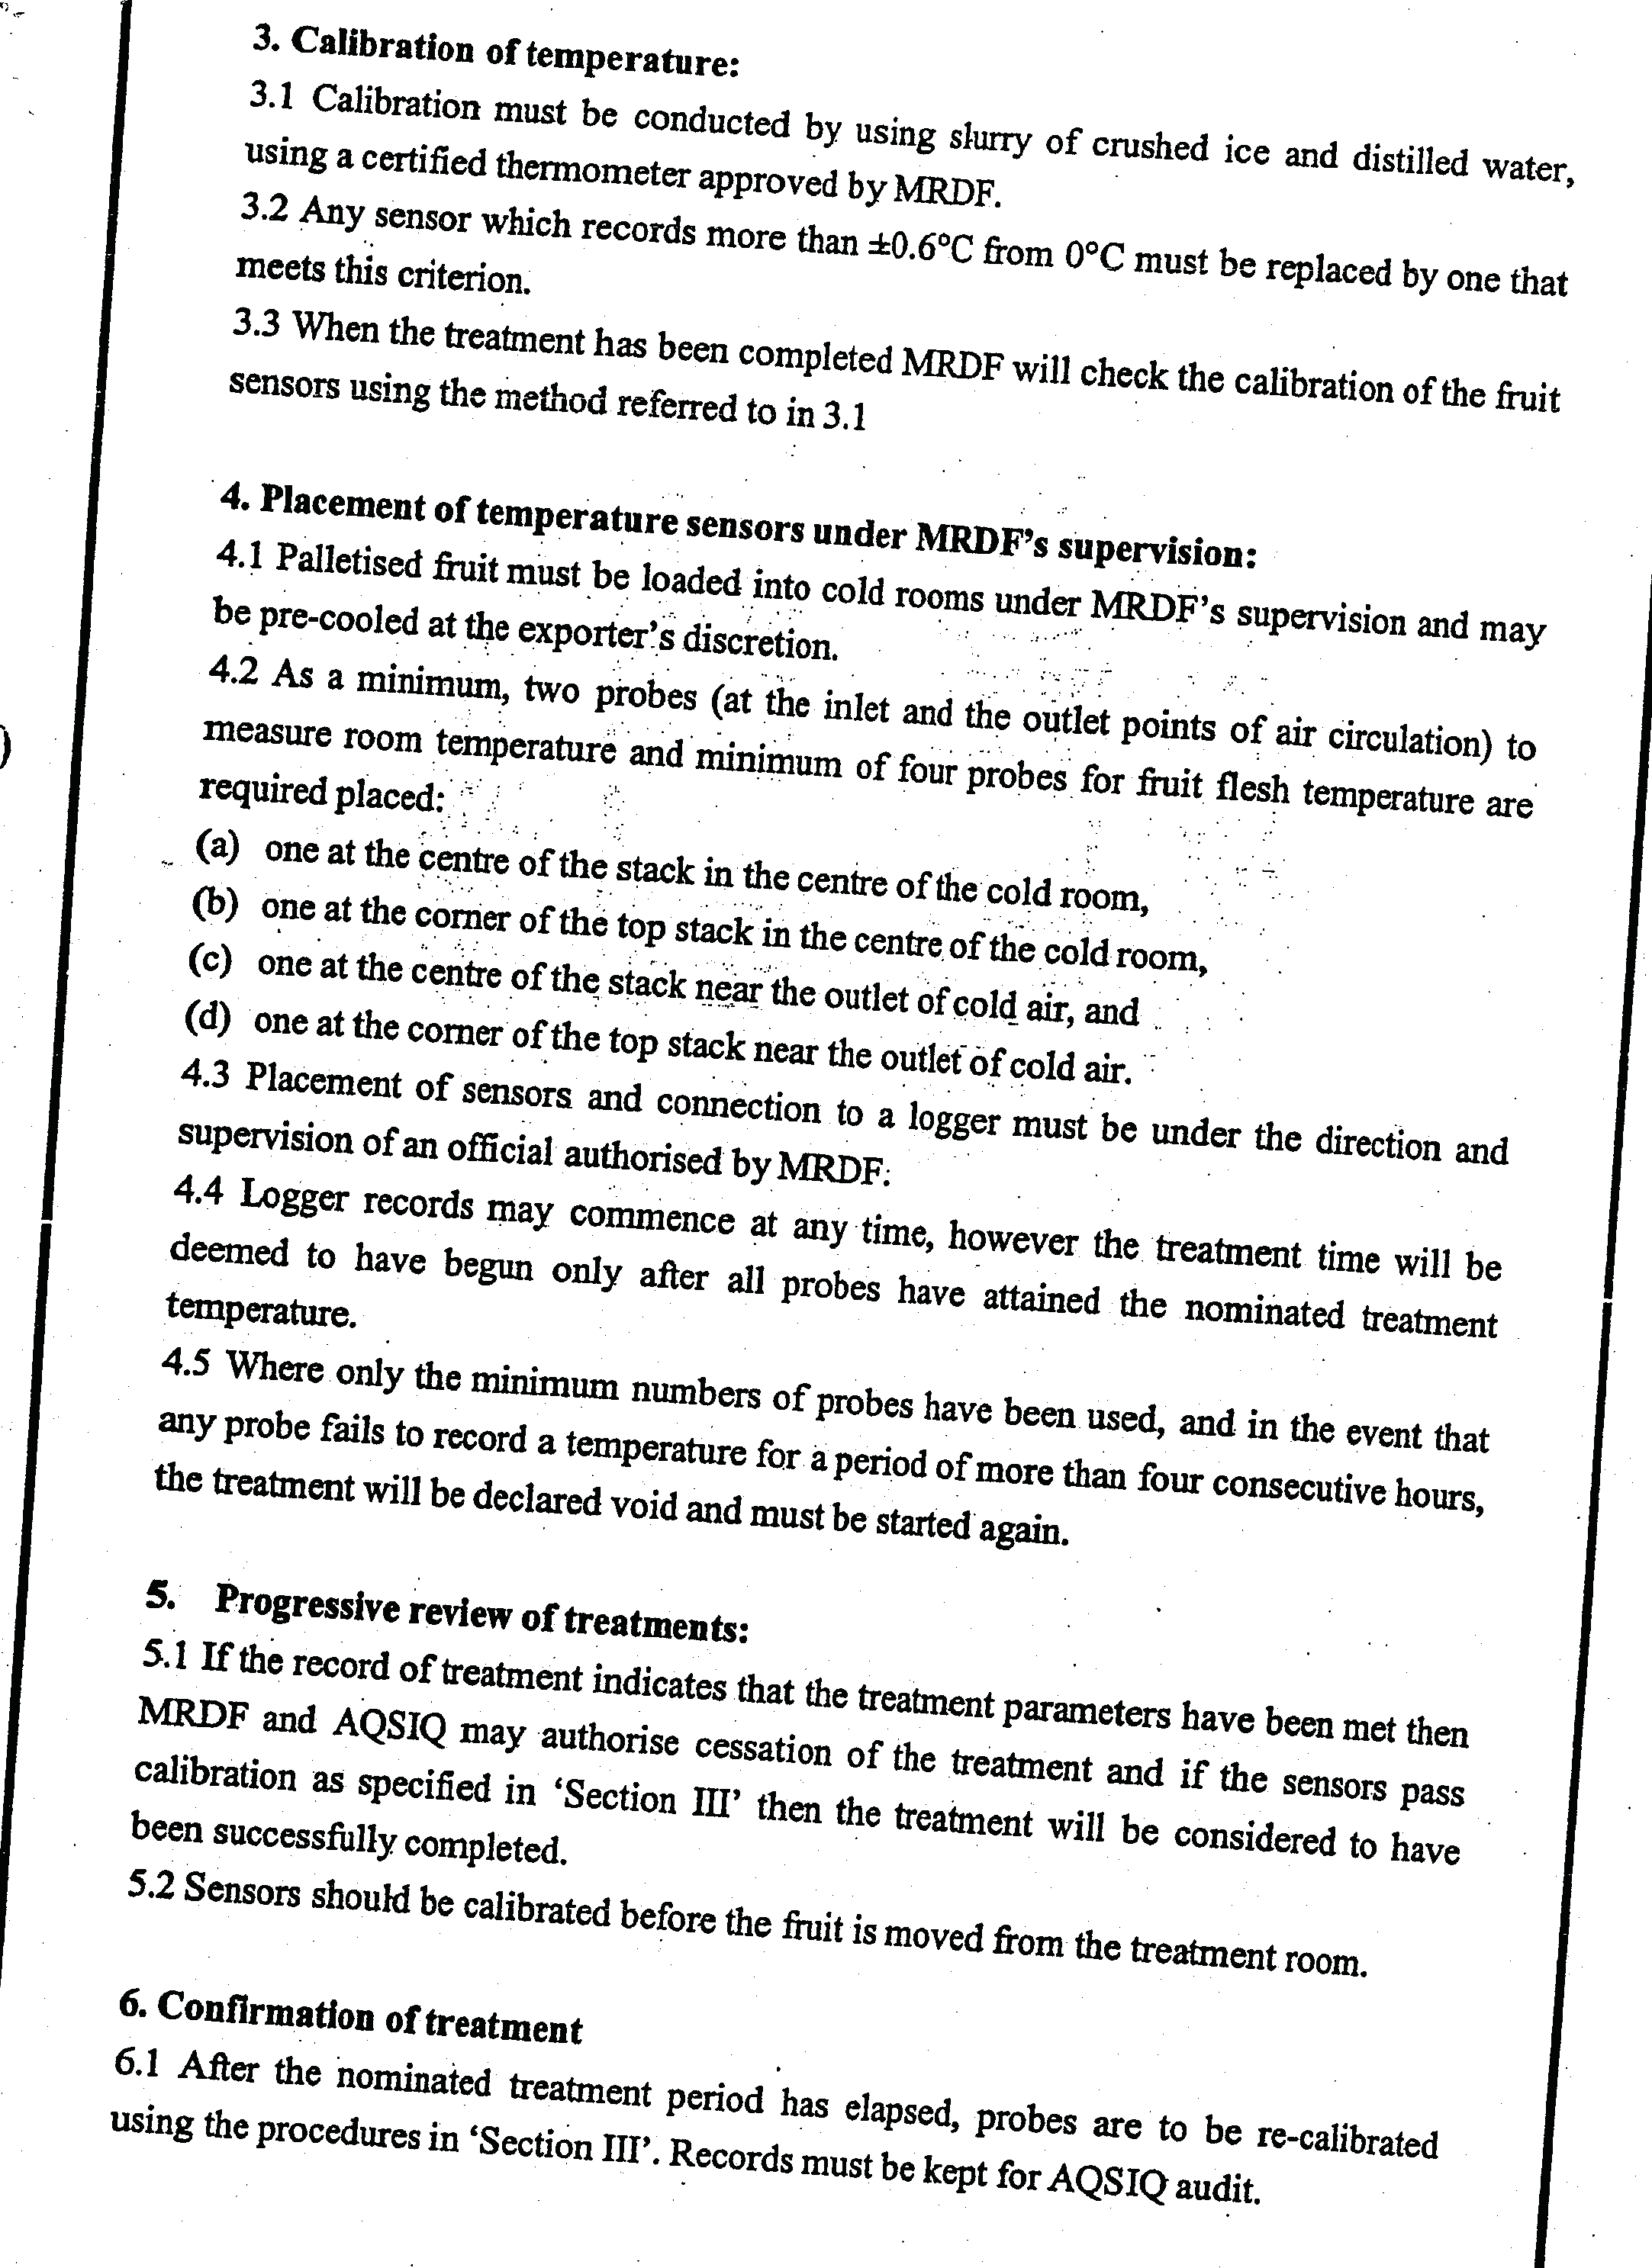 3. Calibration of temperature:
3.1 Calibration must be conducted by using slurry of crushed ice and distilled water,
using a certified thermometer approved by MRDF.
3.2 Any sensor which records more than ±0.6°C from 0°C must be replaced by one that
meets this criterion.
3.3 When the treatment has been completed MRDF will check the calibration of the fruit
sensors using the method referred to in 3.1
4. Placement of temperature sensors under MRDF's supervision:
4.1 Palletised fruit must be loaded into cold rooms under MRDF's supervision and may
be pre-cooled at the exporter's discretion.
4.2 As a minimum, two probes (at the inlet and the outlet points of air circulation) to
measure room temperature and minimum of four probes for fruit flesh temperature are
required placed:
(a) one at the centre of the stack in the centre of the cold room,
(b) one at the corner of the top stack in the centre of the cold room,
(c) one at the centre of the stack near the outlet of cold air, and
(d) one at the corner of the top stack near the outlet of cold air.
4.3 Placement of sensors and connection to a logger must be under the direction and
supervision of an official authorised by MRDF.
4.4 Logger records may commence at any time, however the treatment time will be
deemed to have begun only after all probes have attained the nominated treatment
temperature.
4.5 Where only the minimum numbers of probes have been used, and in the event that
any probe fails to record a temperature for a period of more than four consecutive hours,
the treatment will be declared void and must be started again.
5. Progressive review of treatments:
5.1 If the record of treatment indicates that the treatment parameters have been met then
MRDF and AQSIQ may authorise cessation of the treatment and if the sensors pass
calibration as specified in 'Section III' then the treatment will be considered to have
been successfully completed.
5.2 Sensors should be calibrated before the fruit is moved from the treatment room.
6. Confirmation of treatment
6.1 After the nominated treatment period has elapsed, probes are to be re-calibrated
using the procedures in 'Section III'. Records must be kept for AQSIQ audit.